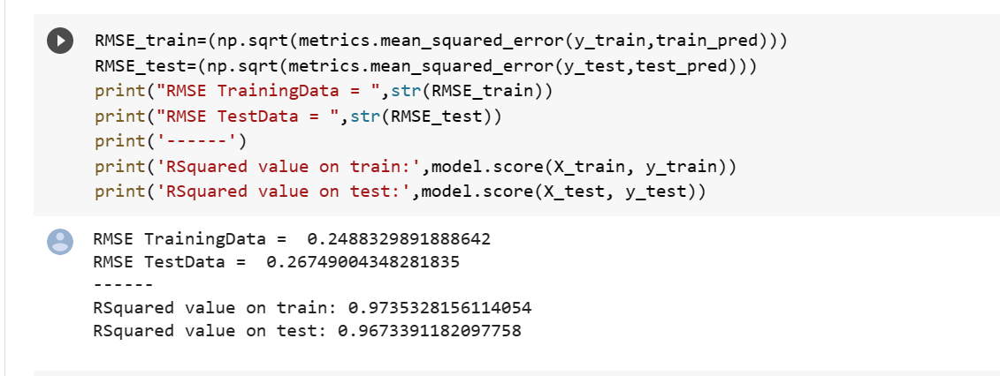 RMSE_train=(np.sqrt(metrics.mean_squared_error(y_train,train_pred)))
RMSE_test=(np.sqrt(metrics.mean_squared_error(y_test,test_pred)))
print("RMSE TrainingData = ",str(RMSE_train))
print("RMSE TestData = ",str(RMSE_test))
print('------')
print('RSquared value on train:',model.score(X_train, y_train))
print('RSquared value on test:',model.score(X_test, y_test))
RMSE TrainingData =  0.2488329891888642
RMSE TestData =  0.26749004348281835
------
RSquared value on train: 0.9735328156114054
RSquared value on test: 0.9673391182097758